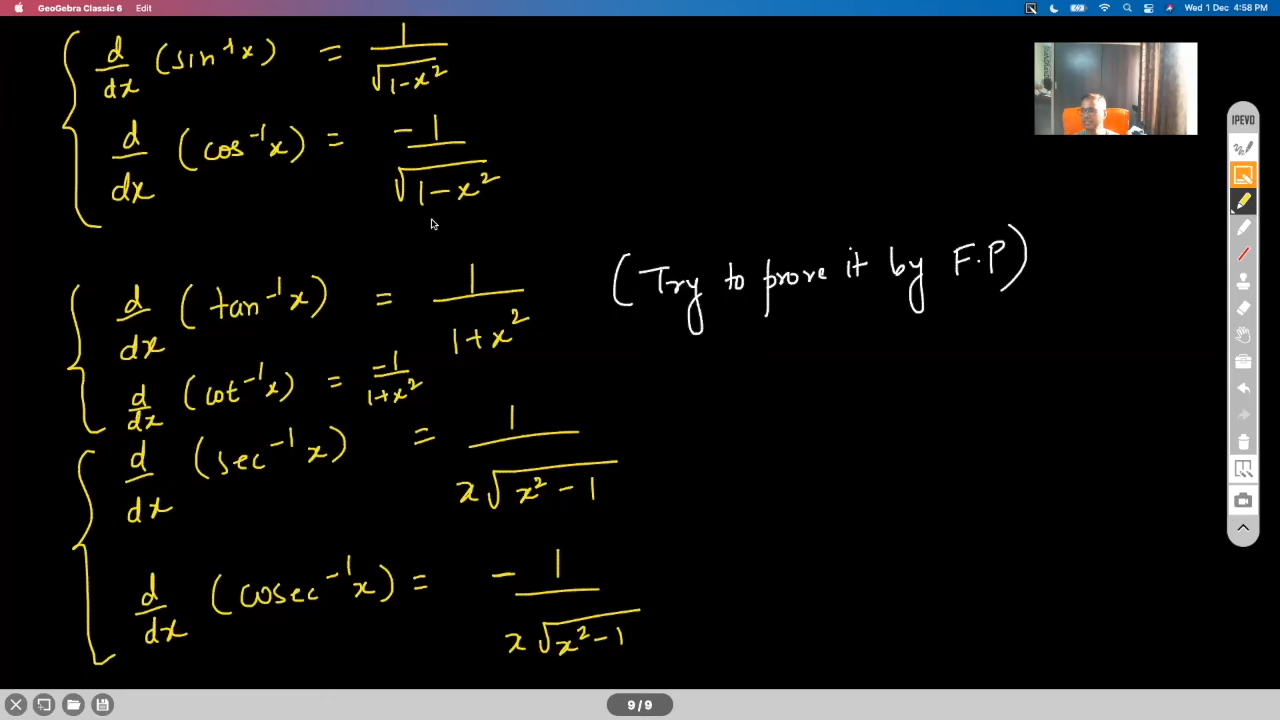 GeoGebra Classic 6 Edit Wed 1 Dec 4:58 PM
d/dx (sin⁻¹x) = 1/√(1-x²)
d/dx (cos⁻¹x) = -1/√(1-x²)
(Try to prove it by F.P)
d/dx (tan⁻¹x) = 1/(1+x²)
d/dx (cot⁻¹x) = -1/(1+x²)
d/dx (sec⁻¹x) = 1/(x√(x²-1))
d/dx (cosec⁻¹x) = -1/(x√(x²-1))
IPEVO
9/9